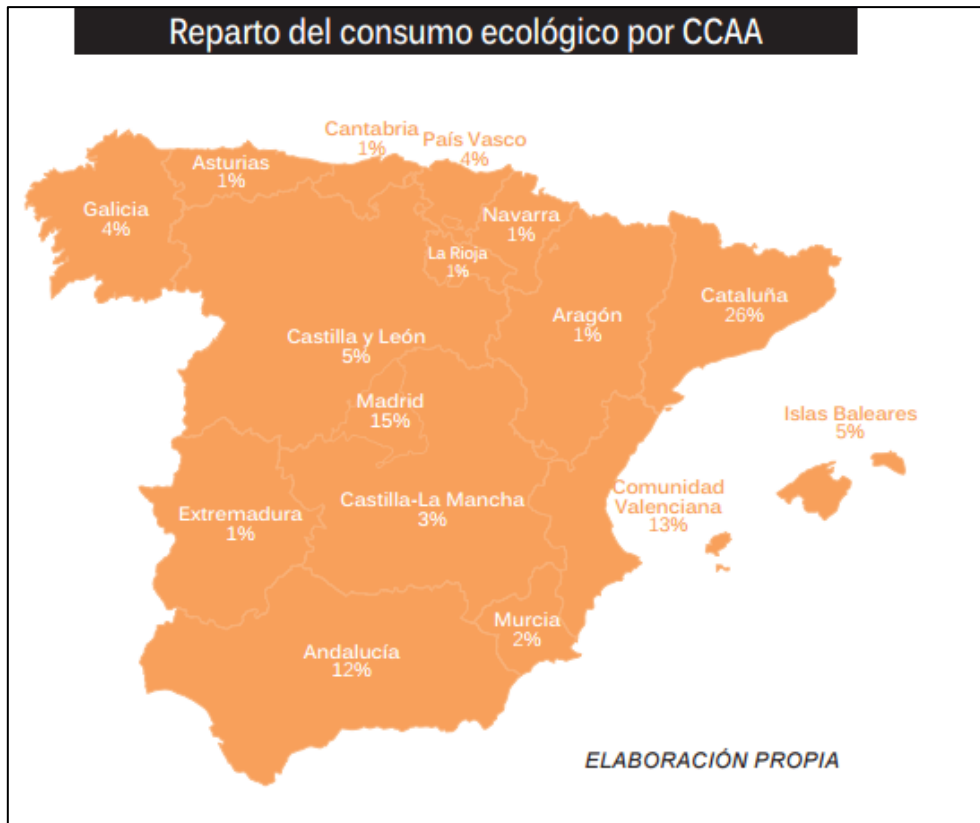 Reparto del consumo ecológico por CCAA
Cantabria
1%
País Vasco
4%
Asturias
1%
Galicia
4%
Navarra
1%
La Rioja
1%
Cataluña
26%
Aragón
1%
Castilla y León
5%
Madrid
15%
Islas Baleares
5%
Comunidad
Valenciana
13%
Castilla-La Mancha
3%
Extremadura
1%
Murcia
2%
Andalucía
12%
ELABORACIÓN PROPIA